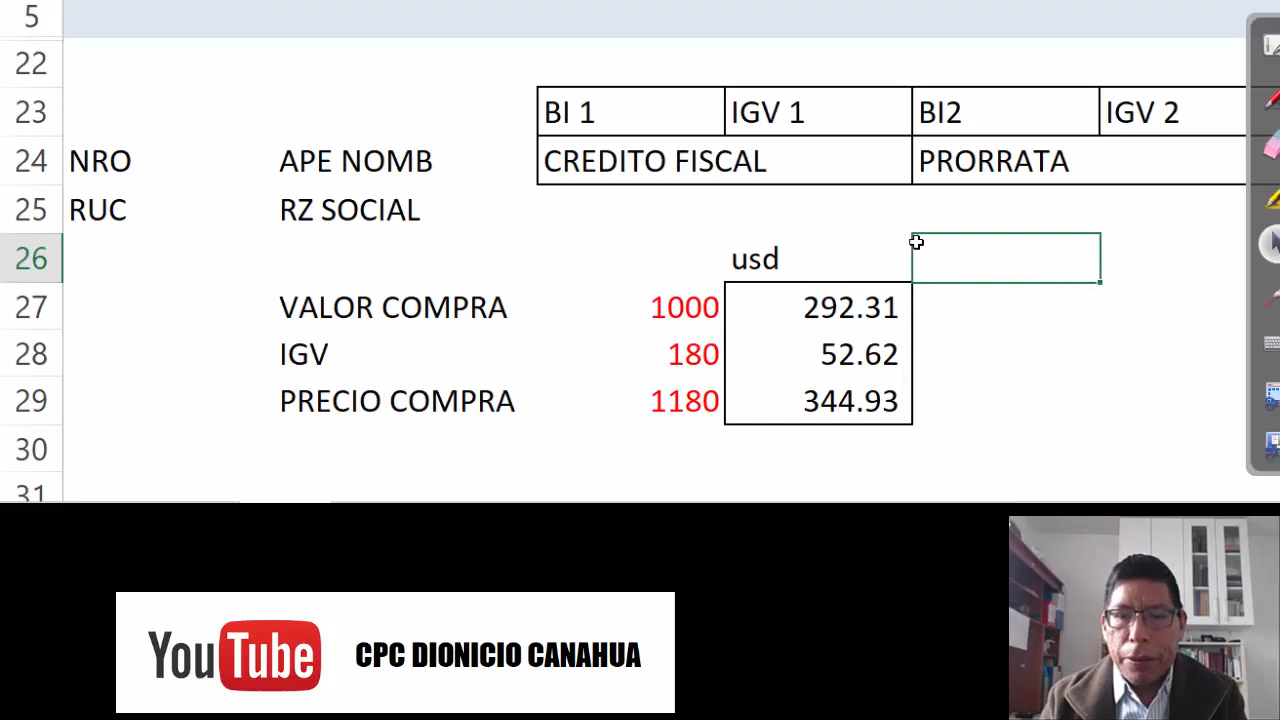 5
22
23 BI 1 IGV 1 BI2 IGV 2
24 NRO APE NOMB CREDITO FISCAL PRORRATA
25 RUC RZ SOCIAL
26 usd
27 VALOR COMPRA 1000 292.31
28 IGV 180 52.62
29 PRECIO COMPRA 1180 344.93
30
31
YouTube CPC DIONICIO CANAHUA